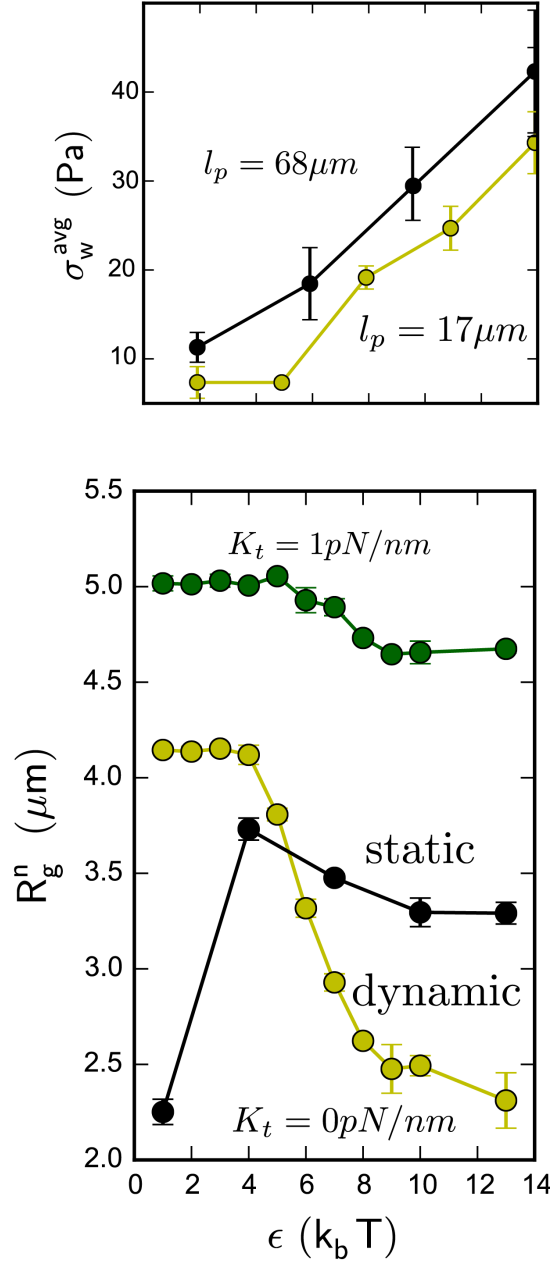 40
30
20
10
σ_w^avg (Pa)
l_p = 68μm
l_p = 17μm
5.5
5.0
4.5
4.0
3.5
3.0
2.5
2.0
R_g^n (μm)
K_t = 1pN/nm
static
dynamic
K_t = 0pN/nm
0 2 4 6 8 10 12 14
ϵ (k_b T)